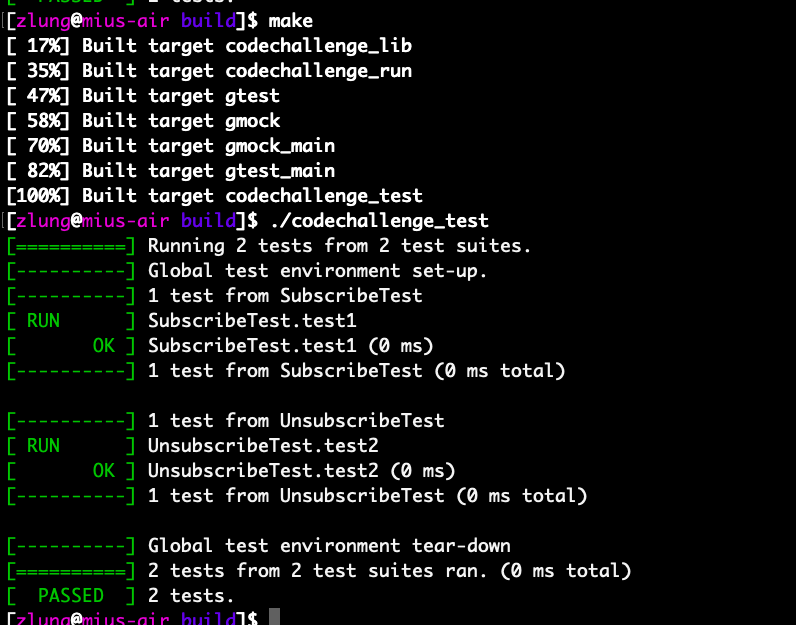 [  PASSED  ] 2 tests.
[zlung@mius-air build]$ make
[ 17%] Built target codechallenge_lib
[ 35%] Built target codechallenge_run
[ 47%] Built target gtest
[ 58%] Built target gmock
[ 70%] Built target gmock_main
[ 82%] Built target gtest_main
[100%] Built target codechallenge_test
[zlung@mius-air build]$ ./codechallenge_test
[==========] Running 2 tests from 2 test suites.
[----------] Global test environment set-up.
[----------] 1 test from SubscribeTest
[ RUN      ] SubscribeTest.test1
[       OK ] SubscribeTest.test1 (0 ms)
[----------] 1 test from SubscribeTest (0 ms total)
[----------] 1 test from UnsubscribeTest
[ RUN      ] UnsubscribeTest.test2
[       OK ] UnsubscribeTest.test2 (0 ms)
[----------] 1 test from UnsubscribeTest (0 ms total)
[----------] Global test environment tear-down
[==========] 2 tests from 2 test suites ran. (0 ms total)
[  PASSED  ] 2 tests.
[zlung@mius-air build]$